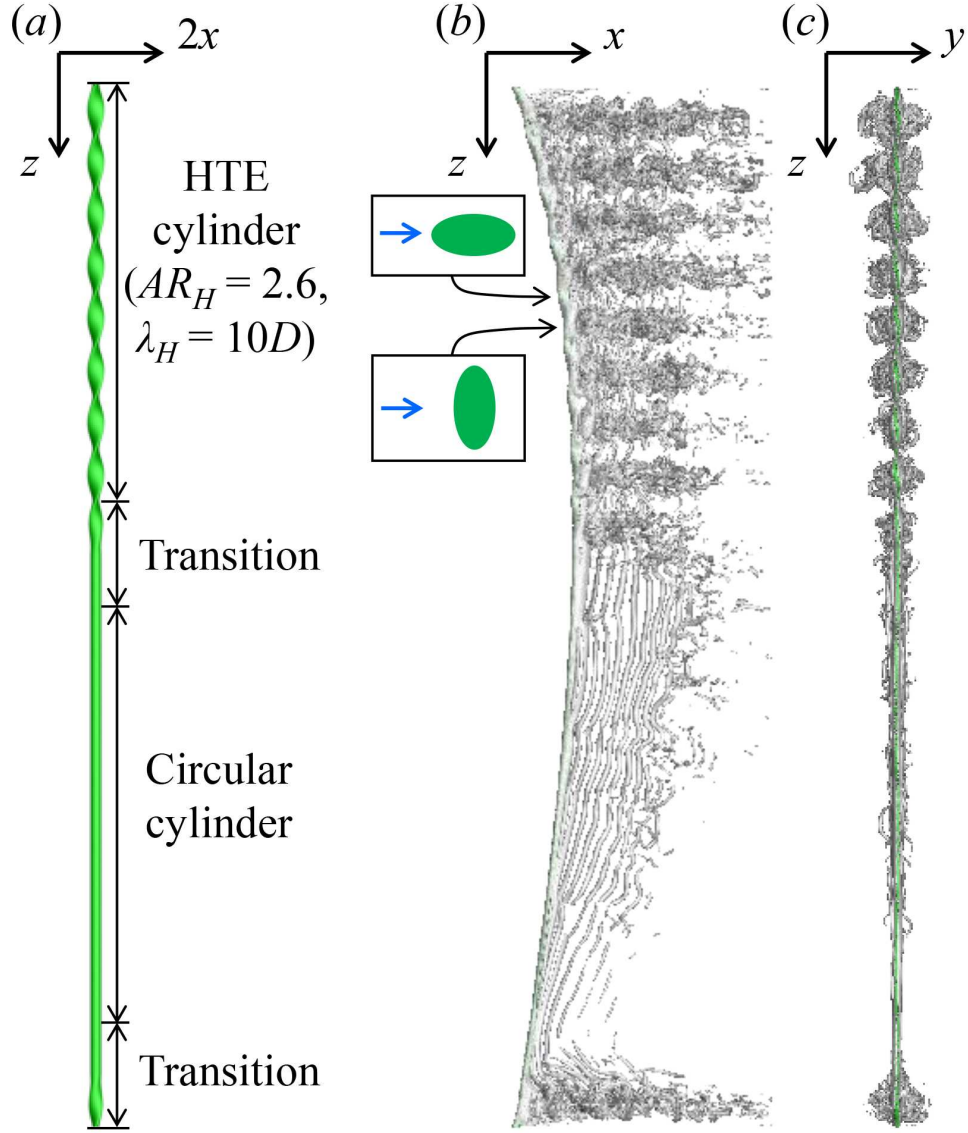 (a)
2x
z
HTE
cylinder
(AR_H = 2.6,
λ_H = 10D)
Transition
Circular
cylinder
Transition
(b)
x
z
(c)
y
z